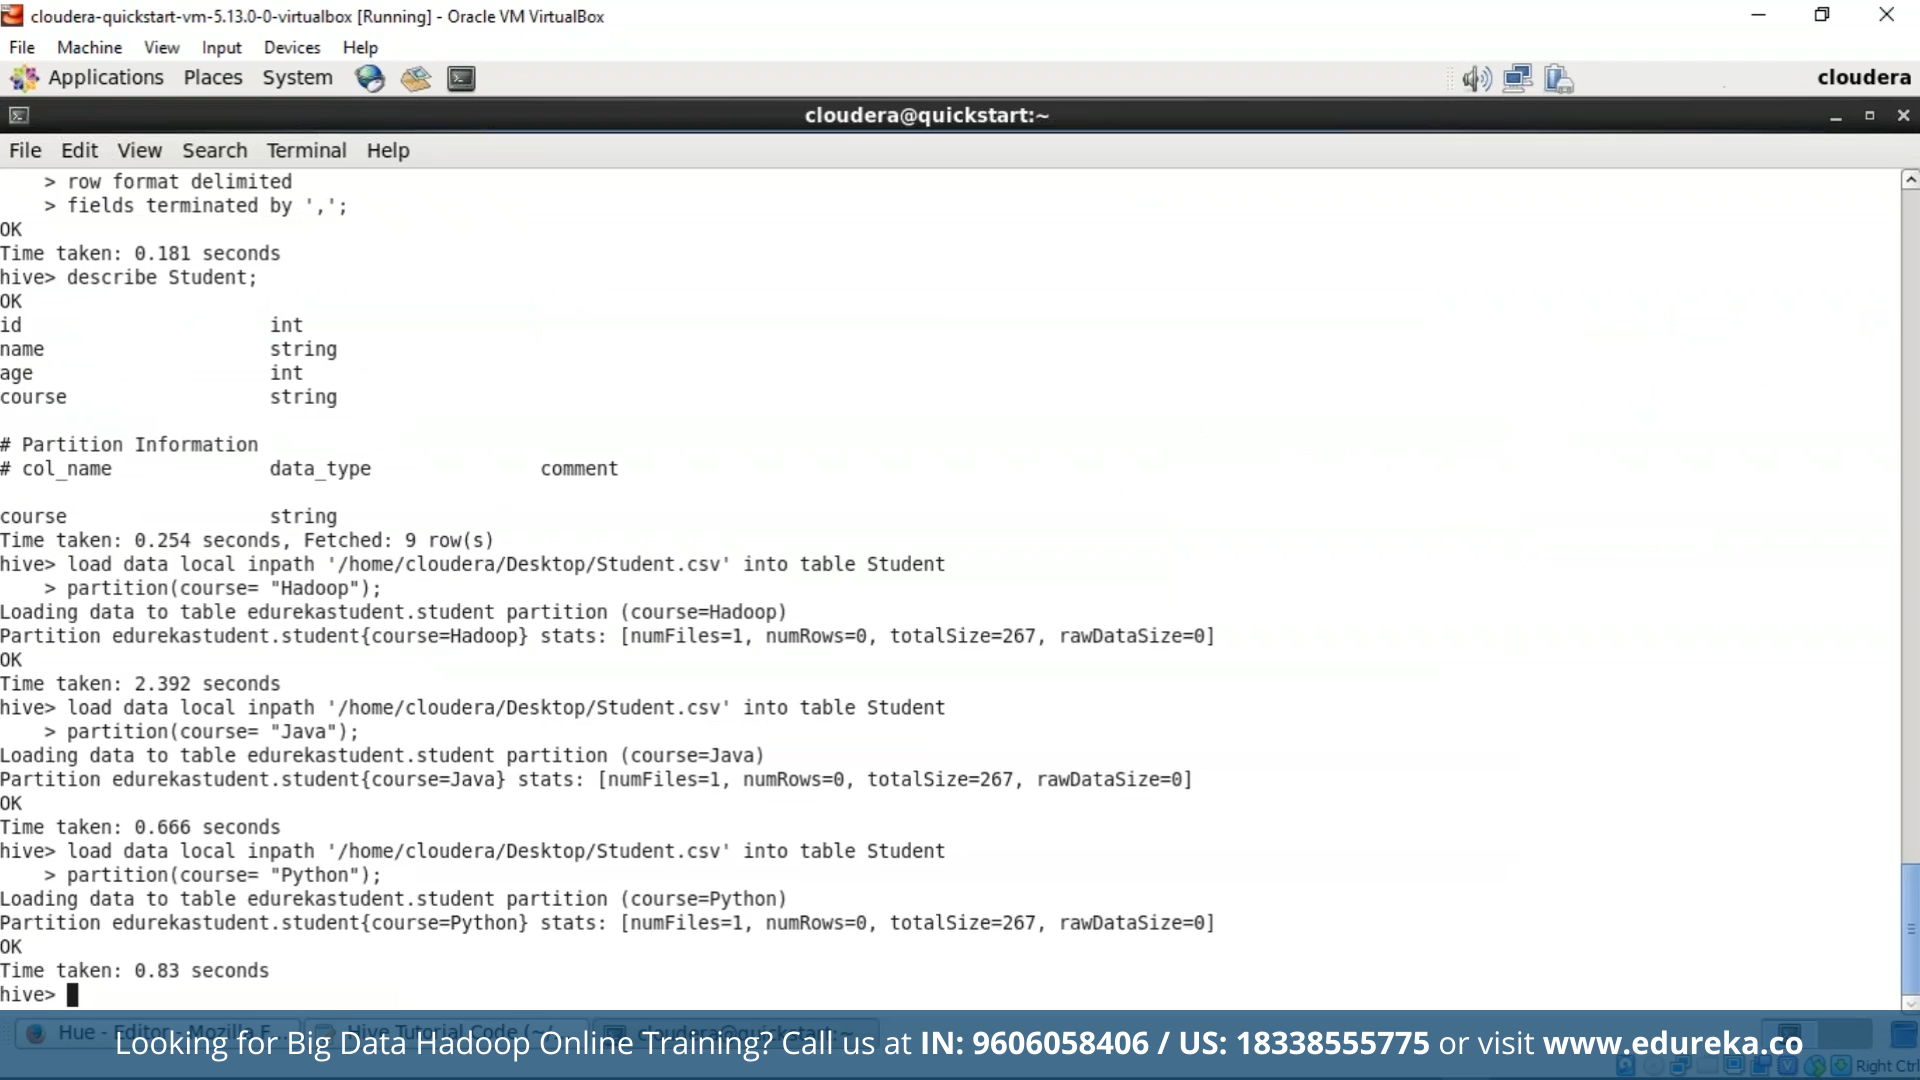 cloudera-quickstart-vm-5.13.0-0-virtualbox [Running] - Oracle VM VirtualBox
File Machine View Input Devices Help
Applications Places System cloudera
cloudera@quickstart:~
File Edit View Search Terminal Help
> row format delimited
> fields terminated by ',';
OK
Time taken: 0.181 seconds
hive> describe Student;
OK
id int
name string
age int
course string
# Partition Information
# col_name data_type comment
course string
Time taken: 0.254 seconds, Fetched: 9 row(s)
hive> load data local inpath '/home/cloudera/Desktop/Student.csv' into table Student
> partition(course= "Hadoop");
Loading data to table edurekastudent.student partition (course=Hadoop)
Partition edurekastudent.student{course=Hadoop} stats: [numFiles=1, numRows=0, totalSize=267, rawDataSize=0]
OK
Time taken: 2.392 seconds
hive> load data local inpath '/home/cloudera/Desktop/Student.csv' into table Student
> partition(course= "Java");
Loading data to table edurekastudent.student partition (course=Java)
Partition edurekastudent.student{course=Java} stats: [numFiles=1, numRows=0, totalSize=267, rawDataSize=0]
OK
Time taken: 0.666 seconds
hive> load data local inpath '/home/cloudera/Desktop/Student.csv' into table Student
> partition(course= "Python");
Loading data to table edurekastudent.student partition (course=Python)
Partition edurekastudent.student{course=Python} stats: [numFiles=1, numRows=0, totalSize=267, rawDataSize=0]
OK
Time taken: 0.83 seconds
hive>
Hue - Editor - Mozilla F... Hive Tutorial Code (~/ cloudera@quickstart:~
Looking for Big Data Hadoop Online Training? Call us at IN: 9606058406 / US: 18338555775 or visit www.edureka.co
Right Ctrl